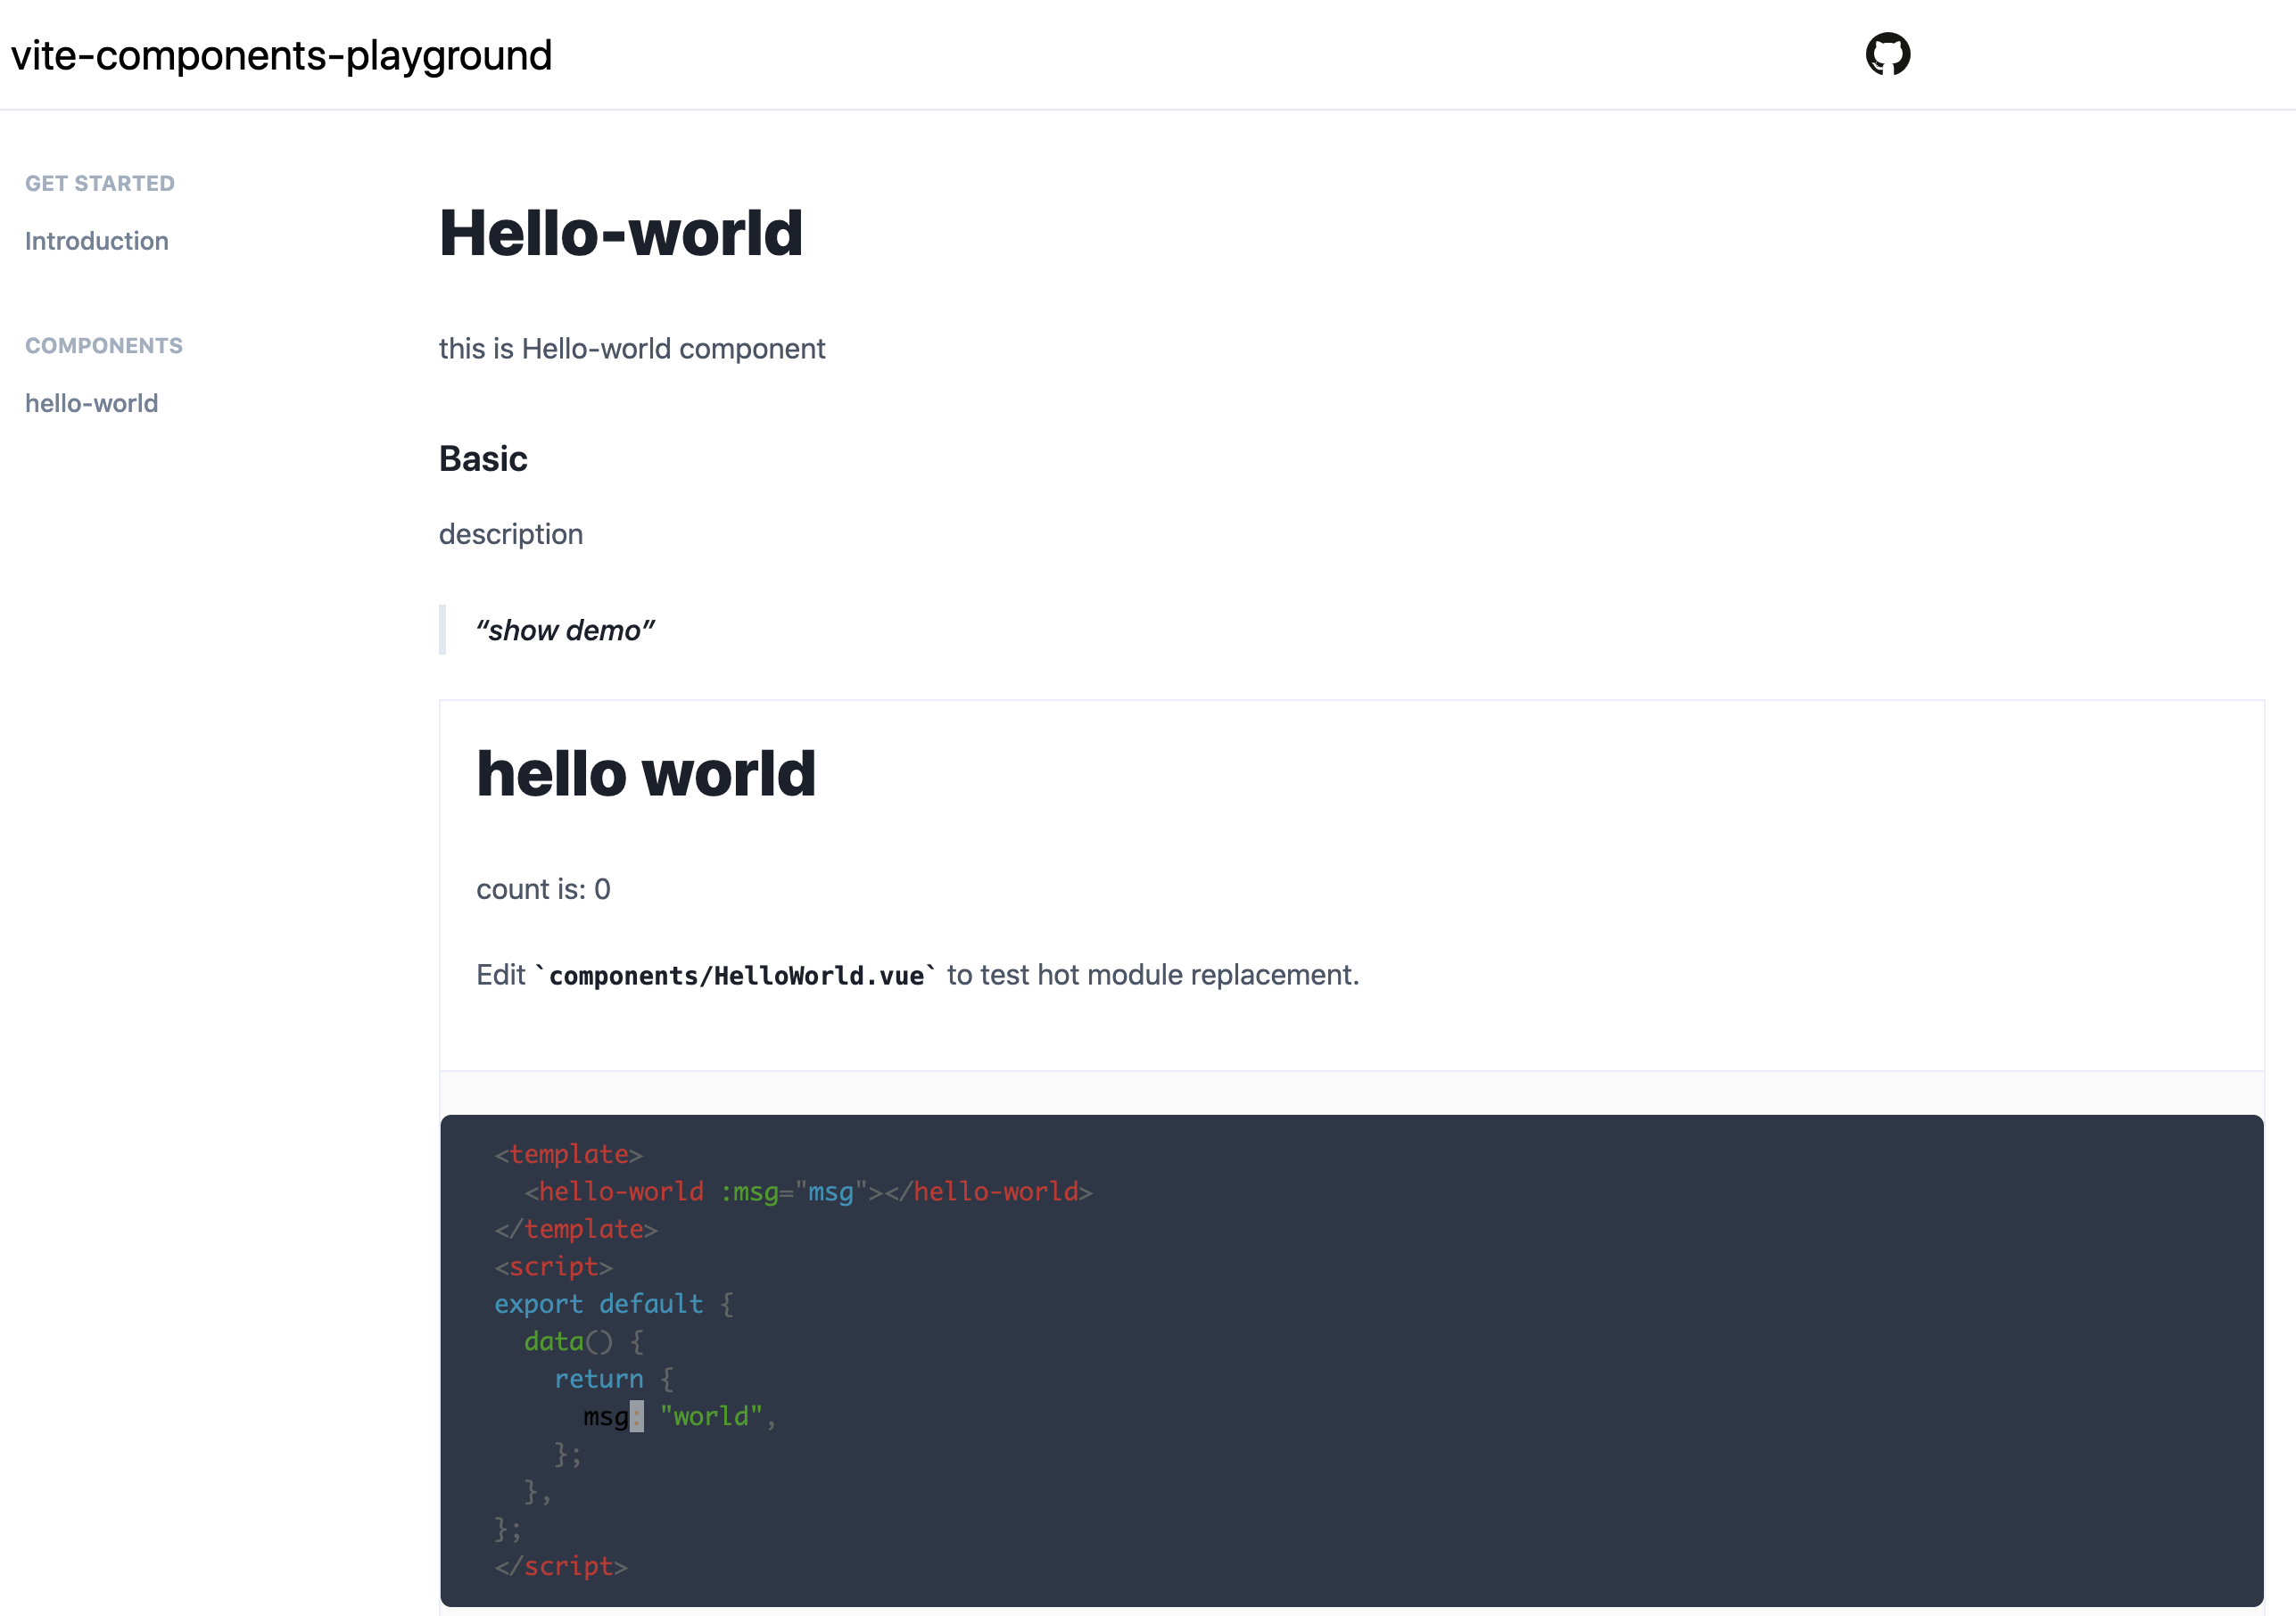 vite-components-playground
GET STARTED
Introduction
COMPONENTS
hello-world
Hello-world
this is Hello-world component
Basic
description
“show demo”
hello world
count is: 0
Edit `components/HelloWorld.vue` to test hot module replacement.
<template>
  <hello-world :msg="msg"></hello-world>
</template>
<script>
export default {
  data() {
    return {
      msg: "world",
    };
  },
};
</script>